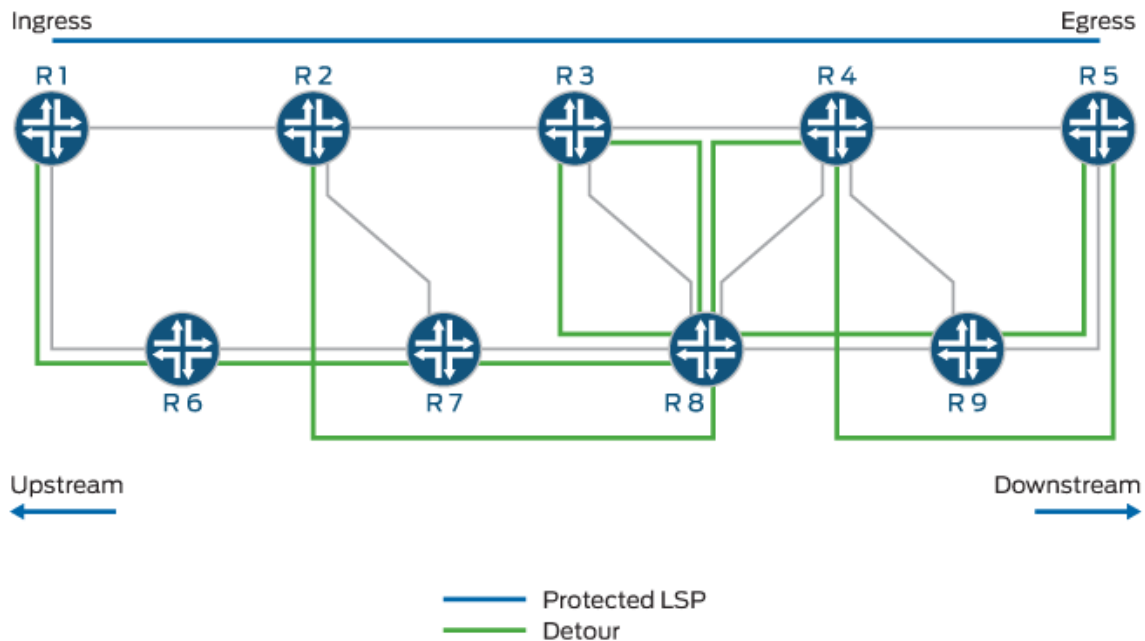 Ingress Egress
R 1 R 2 R 3 R 4 R 5
R 6 R 7 R 8 R 9
Upstream Downstream
Protected LSP
Detour